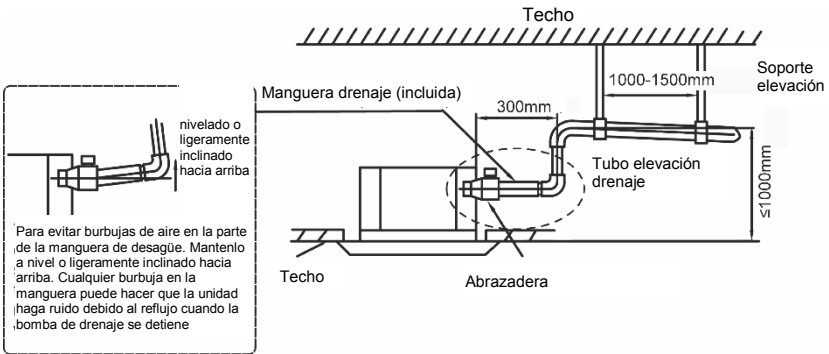 Techo
Manguera drenaje (incluida)
300mm
1000-1500mm
Soporte
elevación
nivelado o
ligeramente
inclinado
hacia arriba
Tubo elevación
drenaje
≤1000mm
Para evitar burbujas de aire en la parte
de la manguera de desagüe. Mantenlo
a nivel o ligeramente inclinado hacia
arriba. Cualquier burbuja en la
manguera puede hacer que la unidad
haga ruido debido al reflujo cuando la
bomba de drenaje se detiene
Techo
Abrazadera